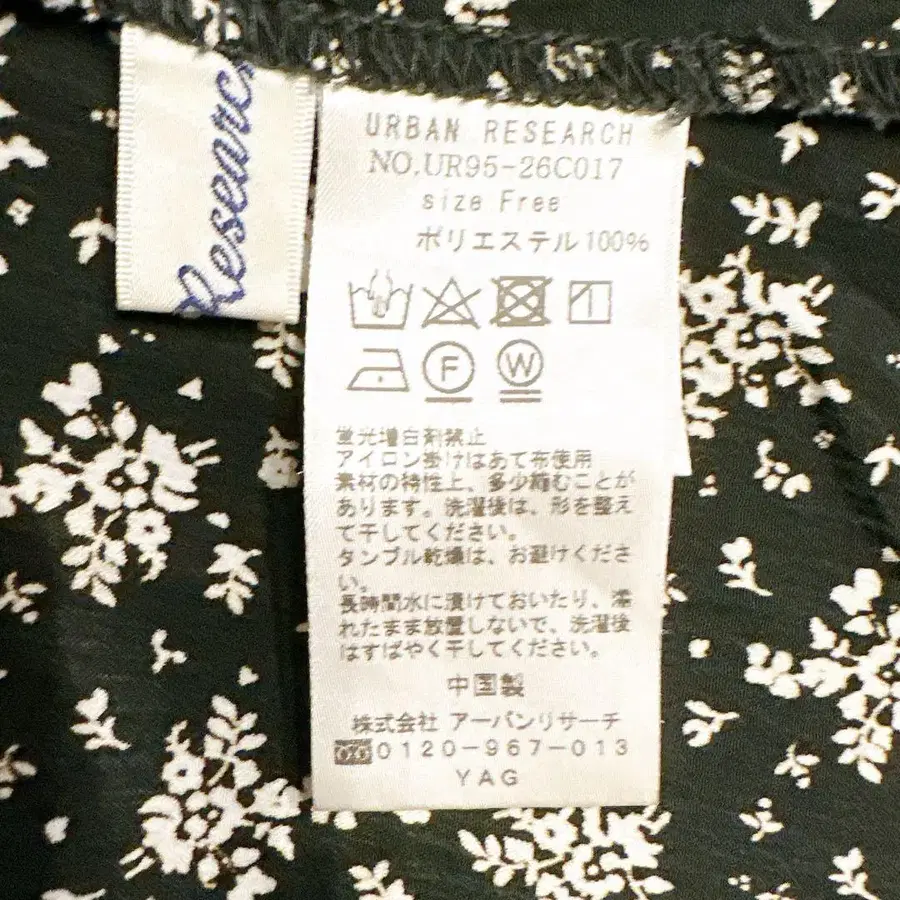 Research
URBAN RESEARCH
NO.UR95-26C017
size Free
ポリエステル100%
F
W
蛍光増白剤禁止
アイロン掛けはあて布使用
素材の特性上、多少縮むことが
あります。洗濯後は、形を整え
て干してください。
タンブル乾燥は、お避けくださ
い。
長時間水に漬けておいたり、濡
れたまま放置しないで、洗濯後
はすばやく干してください。
中国製
株式会社 アーバンリサーチ
0120-967-013
YAG